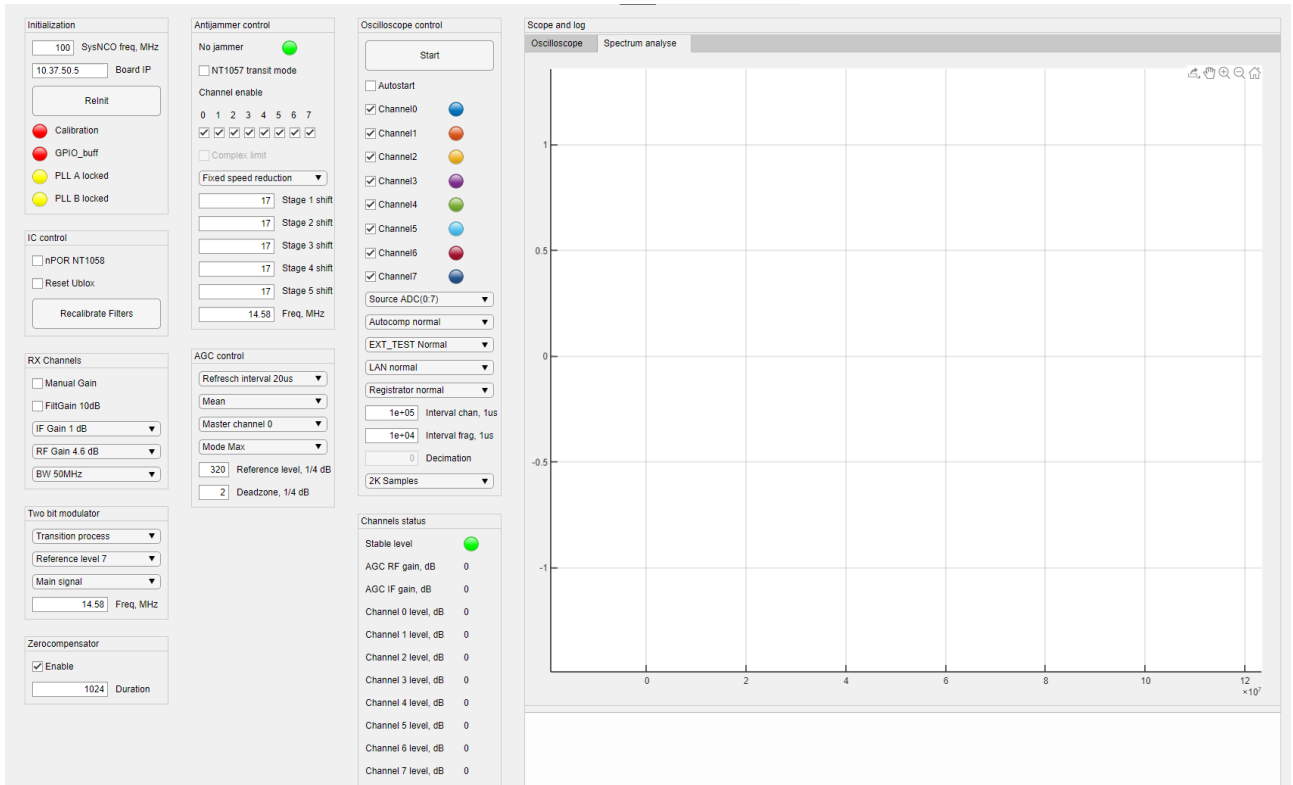 Initialization
100 SysNCO freq, MHz
10.37.50.5 Board IP
ReInit
Calibration
GPIO_buff
PLL A locked
PLL B locked
IC control
nPOR NT1058
Reset Ublox
Recalibrate Filters
RX Channels
Manual Gain
FiltGain 10dB
IF Gain 1 dB
RF Gain 4.6 dB
BW 50MHz
Two bit modulator
Transition process
Reference level 7
Main signal
14.58 Freq, MHz
Zerocompensator
Enable
1024 Duration
Antijammer control
No jammer
NT1057 transit mode
Channel enable
0 1 2 3 4 5 6 7
Complex limit
Fixed speed reduction
17 Stage 1 shift
17 Stage 2 shift
17 Stage 3 shift
17 Stage 4 shift
17 Stage 5 shift
14.58 Freq, MHz
AGC control
Refresch interval 20us
Mean
Master channel 0
Mode Max
320 Reference level, 1/4 dB
2 Deadzone, 1/4 dB
Oscilloscope control
Start
Autostart
Channel0
Channel1
Channel2
Channel3
Channel4
Channel5
Channel6
Channel7
Source ADC(0:7)
Autocomp normal
EXT_TEST Normal
LAN normal
Registrator normal
1e+05 Interval chan, 1us
1e+04 Interval frag, 1us
0 Decimation
2K Samples
Channels status
Stable level
AGC RF gain, dB 0
AGC IF gain, dB 0
Channel 0 level, dB 0
Channel 1 level, dB 0
Channel 2 level, dB 0
Channel 3 level, dB 0
Channel 4 level, dB 0
Channel 5 level, dB 0
Channel 6 level, dB 0
Channel 7 level, dB 0
Scope and log
Oscilloscope Spectrum analyse
1
0.5
0
-0.5
-1
0 2 4 6 8 10 12
×10⁷